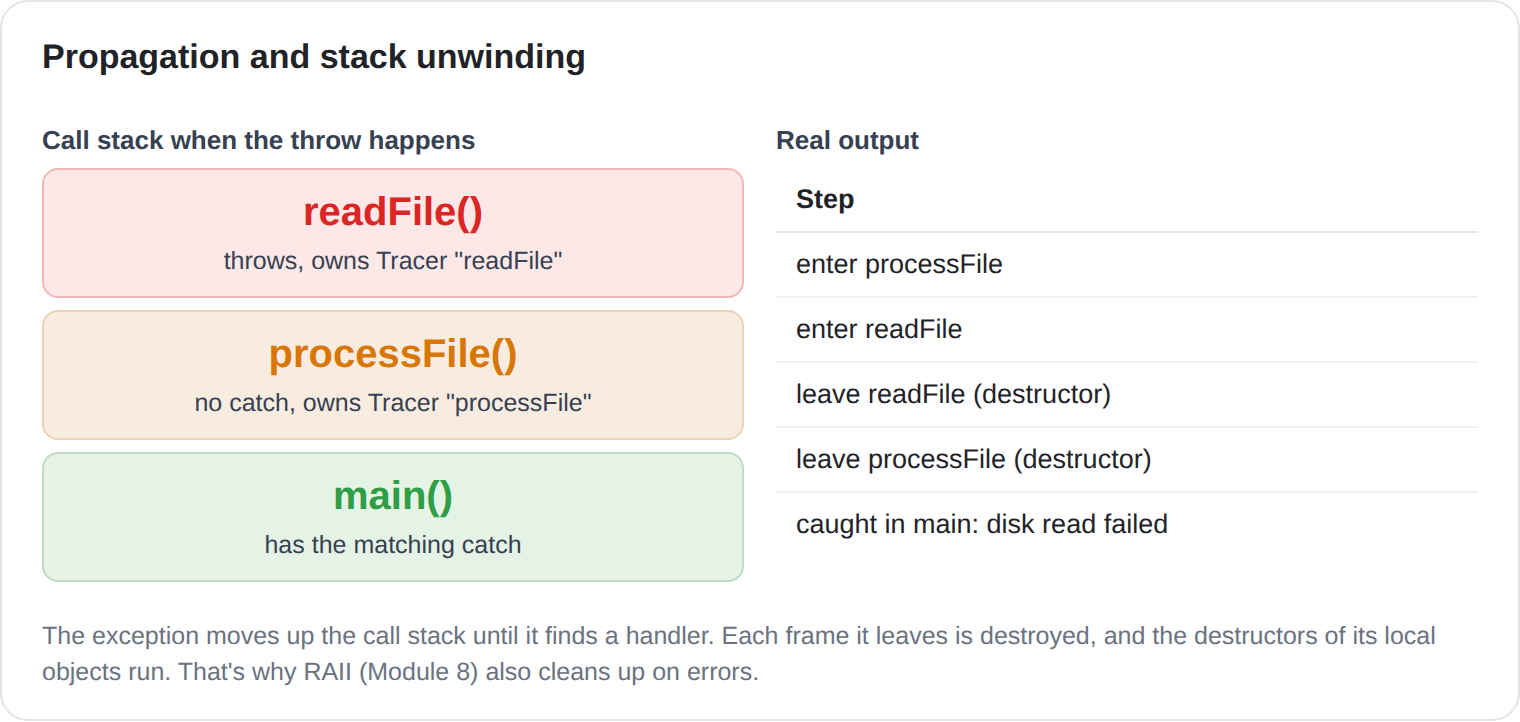 Propagation and stack unwinding
Call stack when the throw happens
readFile()
throws, owns Tracer "readFile"
processFile()
no catch, owns Tracer "processFile"
main()
has the matching catch
Real output
Step
enter processFile
enter readFile
leave readFile (destructor)
leave processFile (destructor)
caught in main: disk read failed
The exception moves up the call stack until it finds a handler. Each frame it leaves is destroyed, and the destructors of its local
objects run. That's why RAII (Module 8) also cleans up on errors.